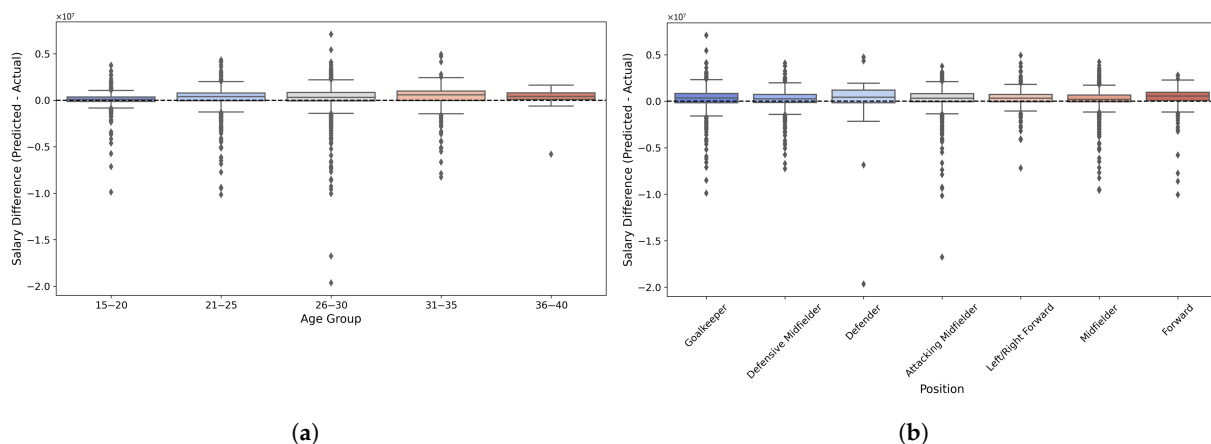 ×10⁷
0.5
0.0
−0.5
−1.0
−1.5
−2.0
Salary Difference (Predicted - Actual)
15−20
21−25
26−30
31−35
36−40
Age Group
(a)
×10⁷
0.5
0.0
−0.5
−1.0
−1.5
−2.0
Salary Difference (Predicted - Actual)
Goalkeeper
Defensive Midfielder
Defender
Attacking Midfielder
Left/Right Forward
Midfielder
Forward
Position
(b)